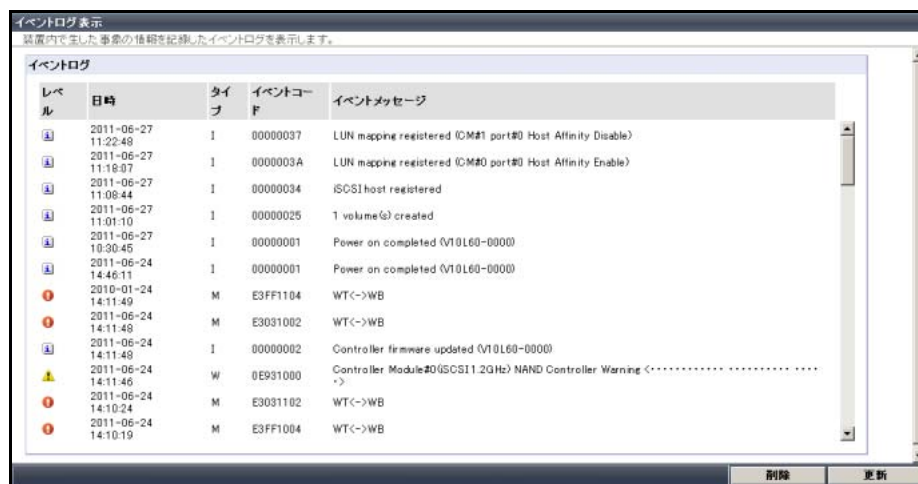 イベントログ表示
装置内で生した事象の情報を記録したイベントログを表示します。
イベントログ
レベル 日時 タイプ イベントコード イベントメッセージ
2011-06-27 11:22:48 I 00000037 LUN mapping registered (CM#1 port#0 Host Affinity Disable)
2011-06-27 11:18:07 I 0000003A LUN mapping registered (CM#0 port#0 Host Affinity Enable)
2011-06-27 11:08:44 I 00000034 iSCSI host registered
2011-06-27 11:01:10 I 00000025 1 volume(s) created
2011-06-27 10:30:45 I 00000001 Power on completed (V10L60-0000)
2011-06-24 14:46:11 I 00000001 Power on completed (V10L60-0000)
2010-01-24 14:11:49 M E3FF1104 WT<->WB
2011-06-24 14:11:48 M E3031002 WT<->WB
2011-06-24 14:11:48 I 00000002 Controller firmware updated (V10L60-0000)
2011-06-24 14:11:46 W 0E931000 Controller Module#0(iSCSI 1.2GHz) NAND Controller Warning <············ ·········· ···· ·>
2011-06-24 14:10:24 M E3031102 WT<->WB
2011-06-24 14:10:19 M E3FF1004 WT<->WB
削除 更新